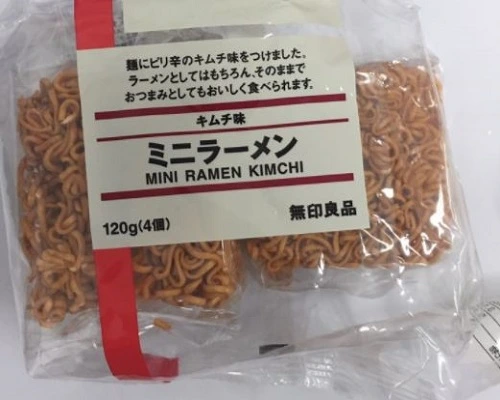 麺にピリ辛のキムチ味をつけました。
ラーメンとしてはもちろん、そのままで
おつまみとしてもおいしく食べられます。
キムチ味
ミニラーメン
MINI RAMEN KIMCHI
120g(4個)
無印良品